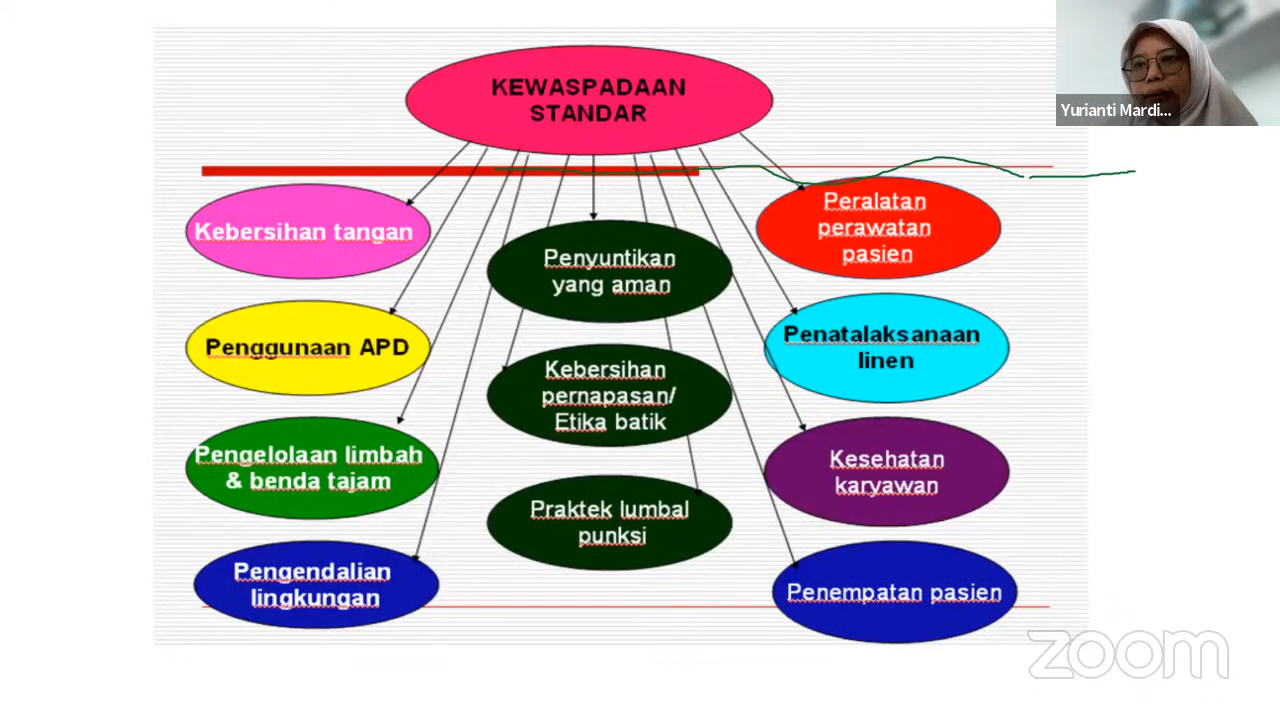 KEWASPADAAN
STANDAR
Yurianti Mardi...
Kebersihan tangan
Penggunaan APD
Pengelolaan limbah
& benda tajam
Pengendalian
lingkungan
Penyuntikan
yang aman
Kebersihan
pernapasan/
Etika batik
Praktek lumbal
punksi
Peralatan
perawatan
pasien
Penatalaksanaan
linen
Kesehatan
karyawan
Penempatan pasien
zoom